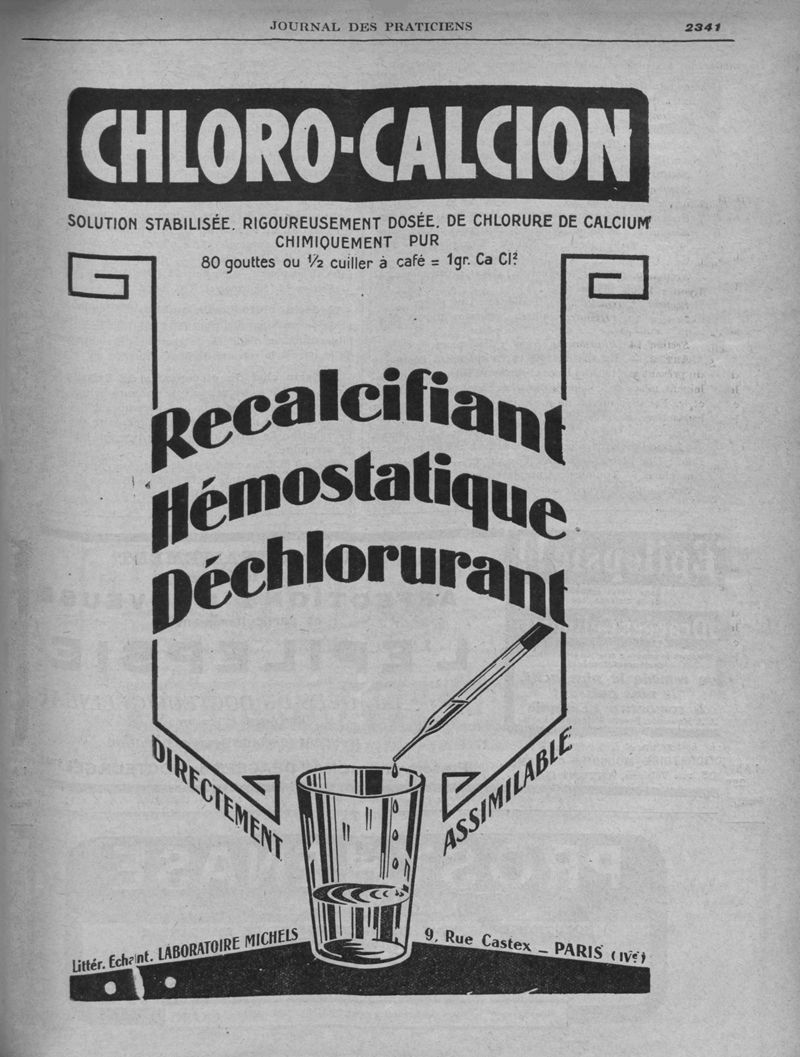 JOURNAL DES PRATICIENS 2341
CHLORO-CALCION
SOLUTION STABILISÉE, RIGOUREUSEMENT DOSÉE, DE CHLORURE DE CALCIUM
CHIMIQUEMENT PUR
80 gouttes ou ½ cuiller à café = 1gr. Ca Cl²
Recalcifiant
Hémostatique
Déchlorurant
DIRECTEMENT
ASSIMILABLE
Littér. Echant. LABORATOIRE MICHELS
9, Rue Castex _ PARIS (IVᵉ)